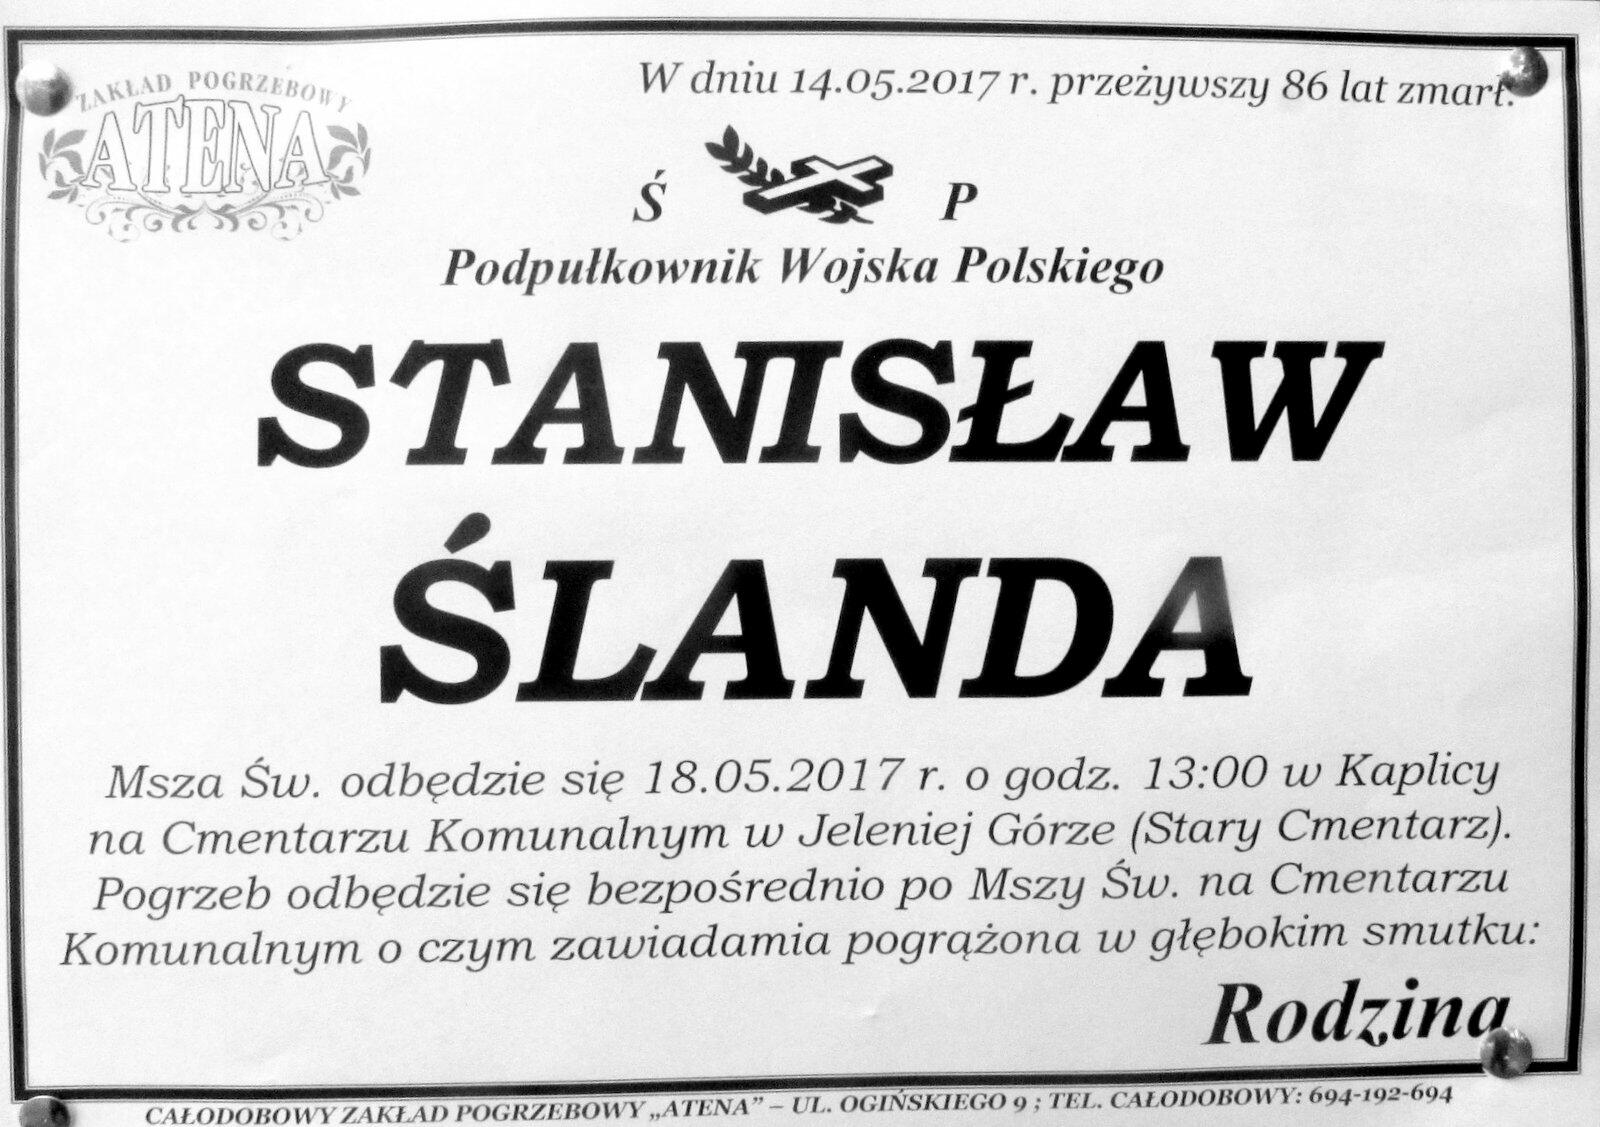 ZAKŁAD POGRZEBOWY
ATENA
W dniu 14.05.2017 r. przeżywszy 86 lat zmarł.
Ś P
Podpułkownik Wojska Polskiego
STANISŁAW
ŚLANDA
Msza Św. odbędzie się 18.05.2017 r. o godz. 13:00 w Kaplicy
na Cmentarzu Komunalnym w Jeleniej Górze (Stary Cmentarz).
Pogrzeb odbędzie się bezpośrednio po Mszy Św. na Cmentarzu
Komunalnym o czym zawiadamia pogrążona w głębokim smutku:
Rodzina
CAŁODOBOWY ZAKŁAD POGRZEBOWY „ATENA” – UL. OGIŃSKIEGO 9 ; TEL. CAŁODOBOWY: 694-192-694